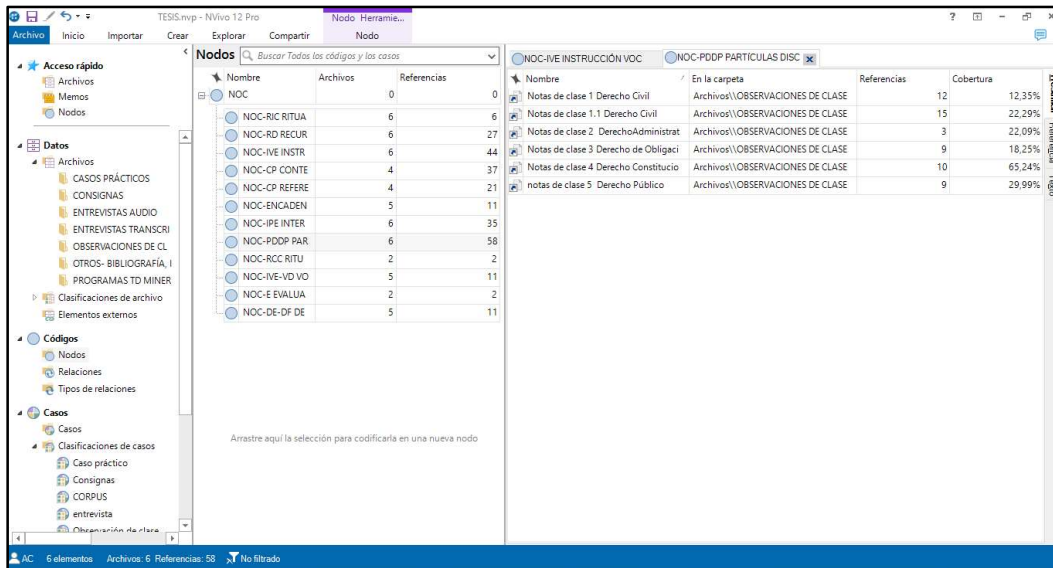 TESIS.nvp - NVivo 12 Pro
Nodo Herramie...
Archivo Inicio Importar Crear Explorar Compartir Nodo
Acceso rápido
Archivos
Memos
Nodos
Datos
Archivos
CASOS PRÁCTICOS
CONSIGNAS
ENTREVISTAS AUDIO
ENTREVISTAS TRANSCRI
OBSERVACIONES DE CL
OTROS- BIBLIOGRAFÍA, I
PROGRAMAS TD MINER
Clasificaciones de archivo
Elementos externos
Códigos
Nodos
Relaciones
Tipos de relaciones
Casos
Casos
Clasificaciones de casos
Caso práctico
Consignas
CORPUS
entrevista
Observación de clase
Nodos Buscar Todos los códigos y los casos
Nombre Archivos Referencias
NOC 0 0
NOC-RIC RITUA 6 6
NOC-RD RECUR 6 27
NOC-IVE INSTR 6 44
NOC-CP CONTE 4 37
NOC-CP REFERE 4 21
NOC-ENCADEN 5 11
NOC-IPE INTER 6 35
NOC-PDDP PAR 6 58
NOC-RCC RITU 2 2
NOC-IVE-VD VO 5 11
NOC-E EVALUA 2 2
NOC-DE-DF DE 5 11
Arrastre aquí la selección para codificarla en una nueva nodo
NOC-IVE INSTRUCCIÓN VOC NOC-PDDP PARTÍCULAS DISC
Nombre En la carpeta Referencias Cobertura
Notas de clase 1 Derecho Civil Archivos\\OBSERVACIONES DE CLASE 12 12,35%
Notas de clase 1.1 Derecho Civil Archivos\\OBSERVACIONES DE CLASE 15 22,29%
Notas de clase 2 DerechoAdministrat Archivos\\OBSERVACIONES DE CLASE 3 22,09%
Notas de clase 3 Derecho de Obligaci Archivos\\OBSERVACIONES DE CLASE 9 18,25%
Notas de clase 4 Derecho Constitucio Archivos\\OBSERVACIONES DE CLASE 10 65,24%
notas de clase 5 Derecho Público Archivos\\OBSERVACIONES DE CLASE 9 29,99%
AC 6 elementos Archivos: 6 Referencias: 58 No filtrado